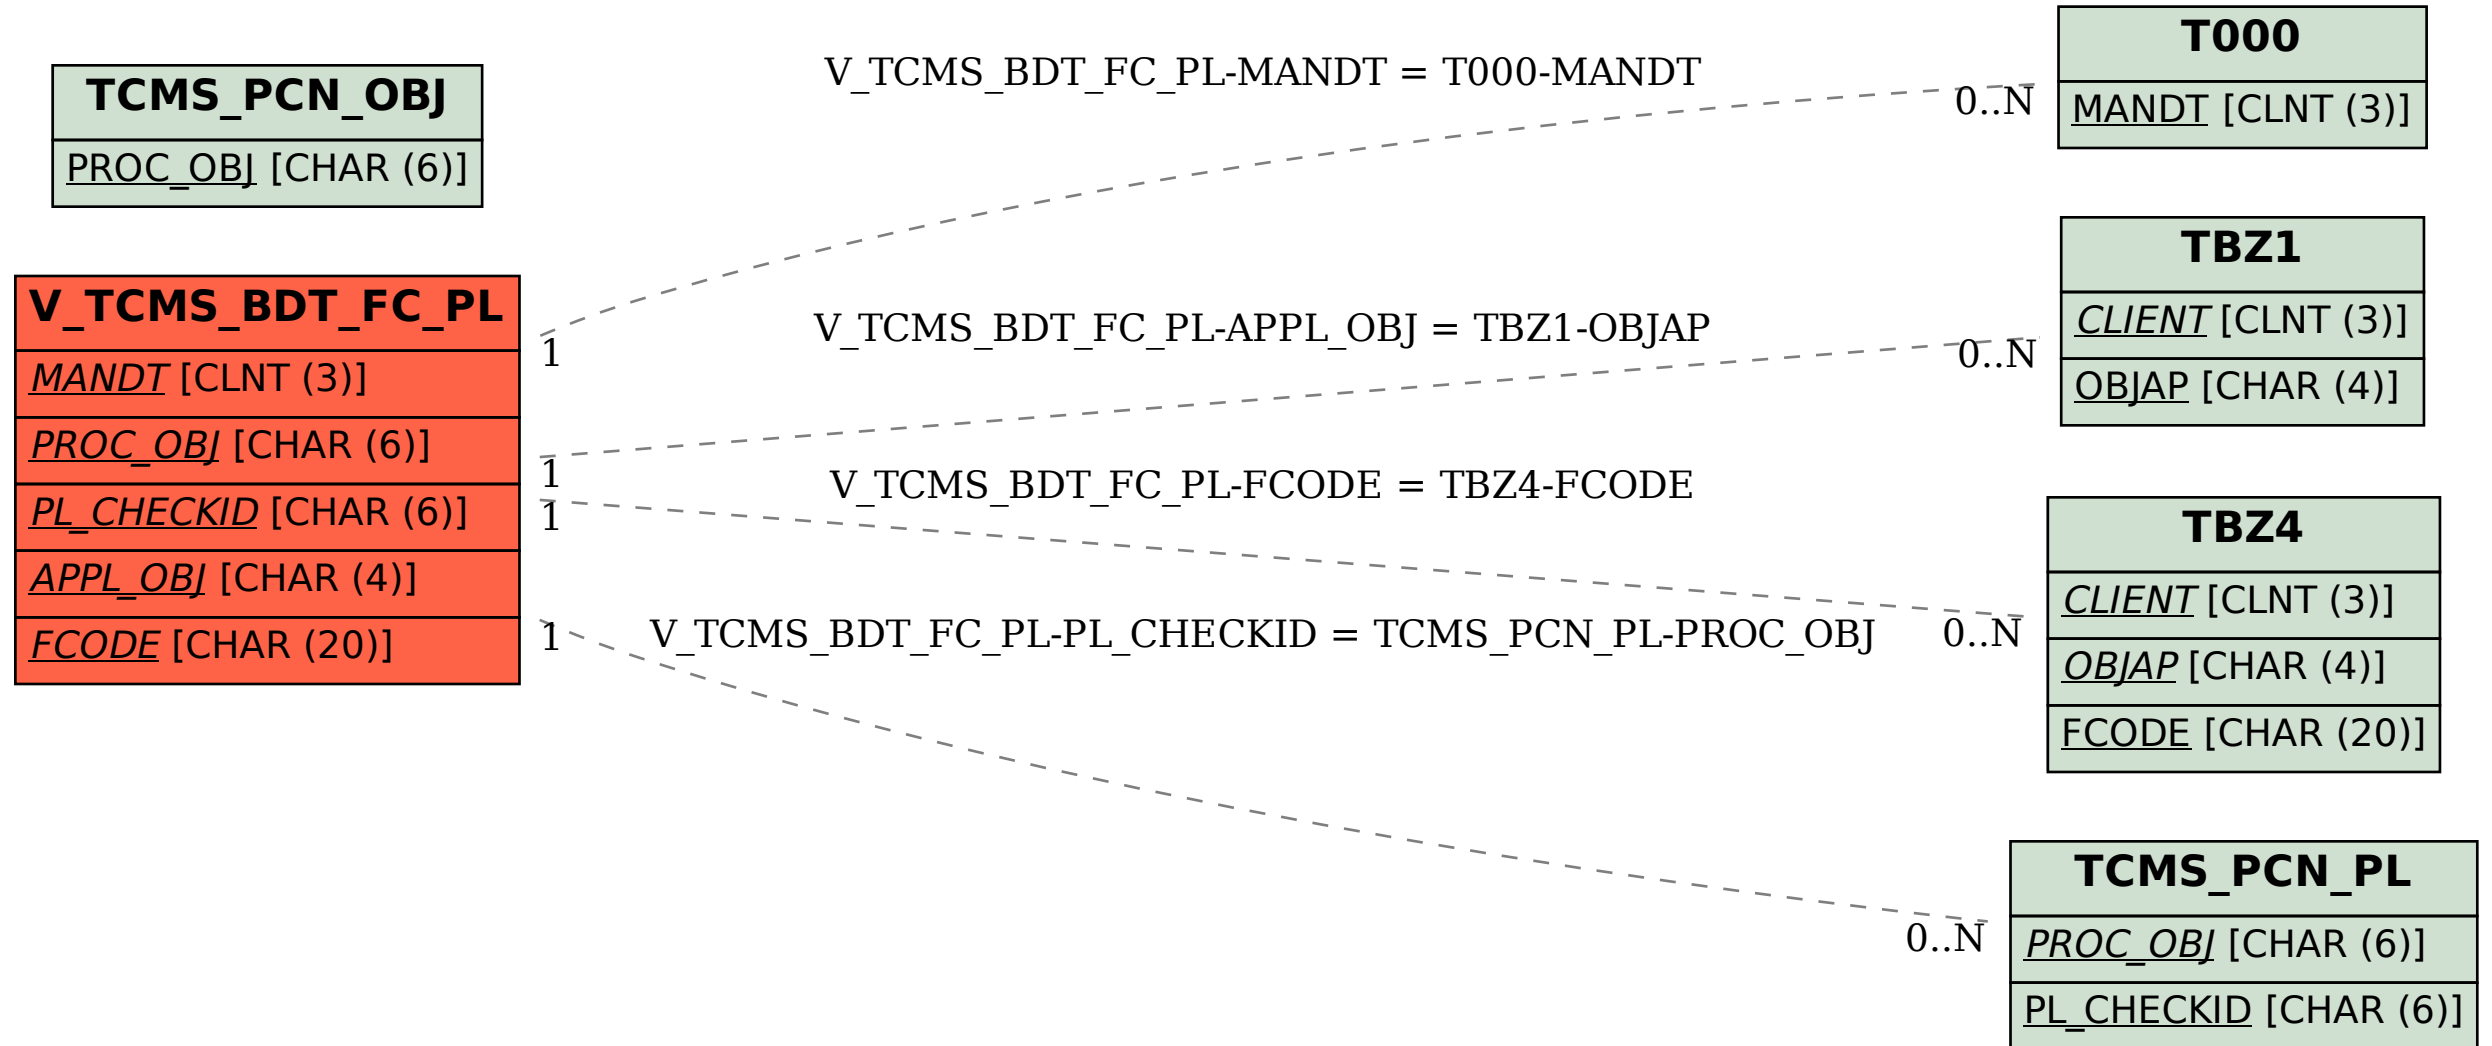 TCMS_PCN_OBJ
PROC_OBJ [CHAR (6)]
V_TCMS_BDT_FC_PL
MANDT [CLNT (3)]
PROC_OBJ [CHAR (6)]
PL_CHECKID [CHAR (6)]
APPL_OBJ [CHAR (4)]
FCODE [CHAR (20)]
V_TCMS_BDT_FC_PL-MANDT = T000-MANDT
1
0..N
V_TCMS_BDT_FC_PL-APPL_OBJ = TBZ1-OBJAP
1
0..N
V_TCMS_BDT_FC_PL-FCODE = TBZ4-FCODE
1
0..N
V_TCMS_BDT_FC_PL-PL_CHECKID = TCMS_PCN_PL-PROC_OBJ
1
0..N
T000
MANDT [CLNT (3)]
TBZ1
CLIENT [CLNT (3)]
OBJAP [CHAR (4)]
TBZ4
CLIENT [CLNT (3)]
OBJAP [CHAR (4)]
FCODE [CHAR (20)]
TCMS_PCN_PL
PROC_OBJ [CHAR (6)]
PL_CHECKID [CHAR (6)]